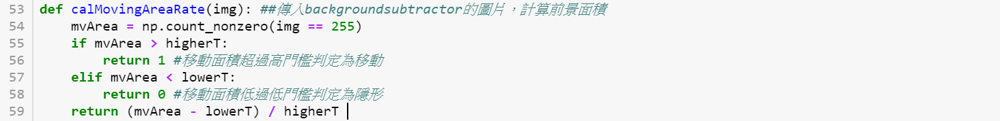 53 def calMovingAreaRate(img): ##傳入backgroundsubtractor的圖片，計算前景面積
54     mvArea = np.count_nonzero(img == 255)
55     if mvArea > higherT:
56         return 1 #移動面積超過高門檻判定為移動
57     elif mvArea < lowerT:
58         return 0 #移動面積低過低門檻判定為隱形
59     return (mvArea - lowerT) / higherT